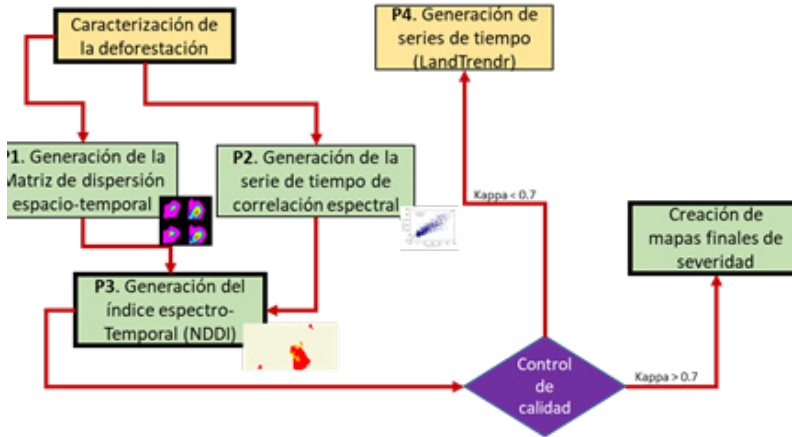 Caracterización de
la deforestación
P4. Generación de
series de tiempo
(LandTrendr)
P1. Generación de la
Matriz de dispersión
espacio-temporal
P2. Generación de la
serie de tiempo de
correlación espectral
Kappa < 0.7
Creación de
mapas finales de
severidad
P3. Generación del
índice espectro-
Temporal (NDDI)
Control
de
calidad
Kappa > 0.7